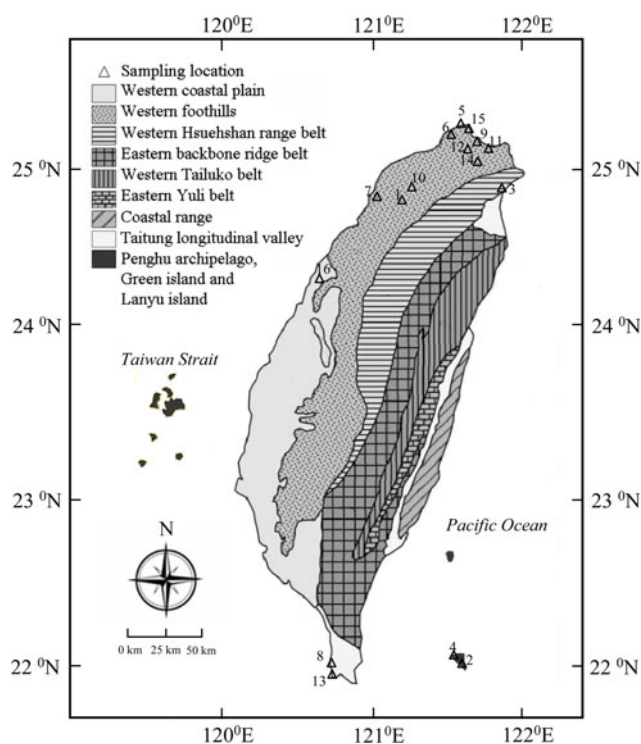 120⁰E 121⁰E 122⁰E
Sampling location
Western coastal plain
Western foothills
Western Hsuehshan range belt
Eastern backbone ridge belt
Western Tailuko belt
Eastern Yuli belt
Coastal range
Taitung longitudinal valley
Penghu archipelago,
Green island and
Lanyu island
5
15
6
9
12
11
14
25 ⁰N
25 ⁰N
10
7
1
3
6
24 ⁰N
24 ⁰N
Taiwan Strait
23 ⁰N
23 ⁰N
Pacific Ocean
N
0 km 25 km 50 km
22 ⁰N
22 ⁰N
8
13
4
2
120⁰E 121⁰E 122⁰E